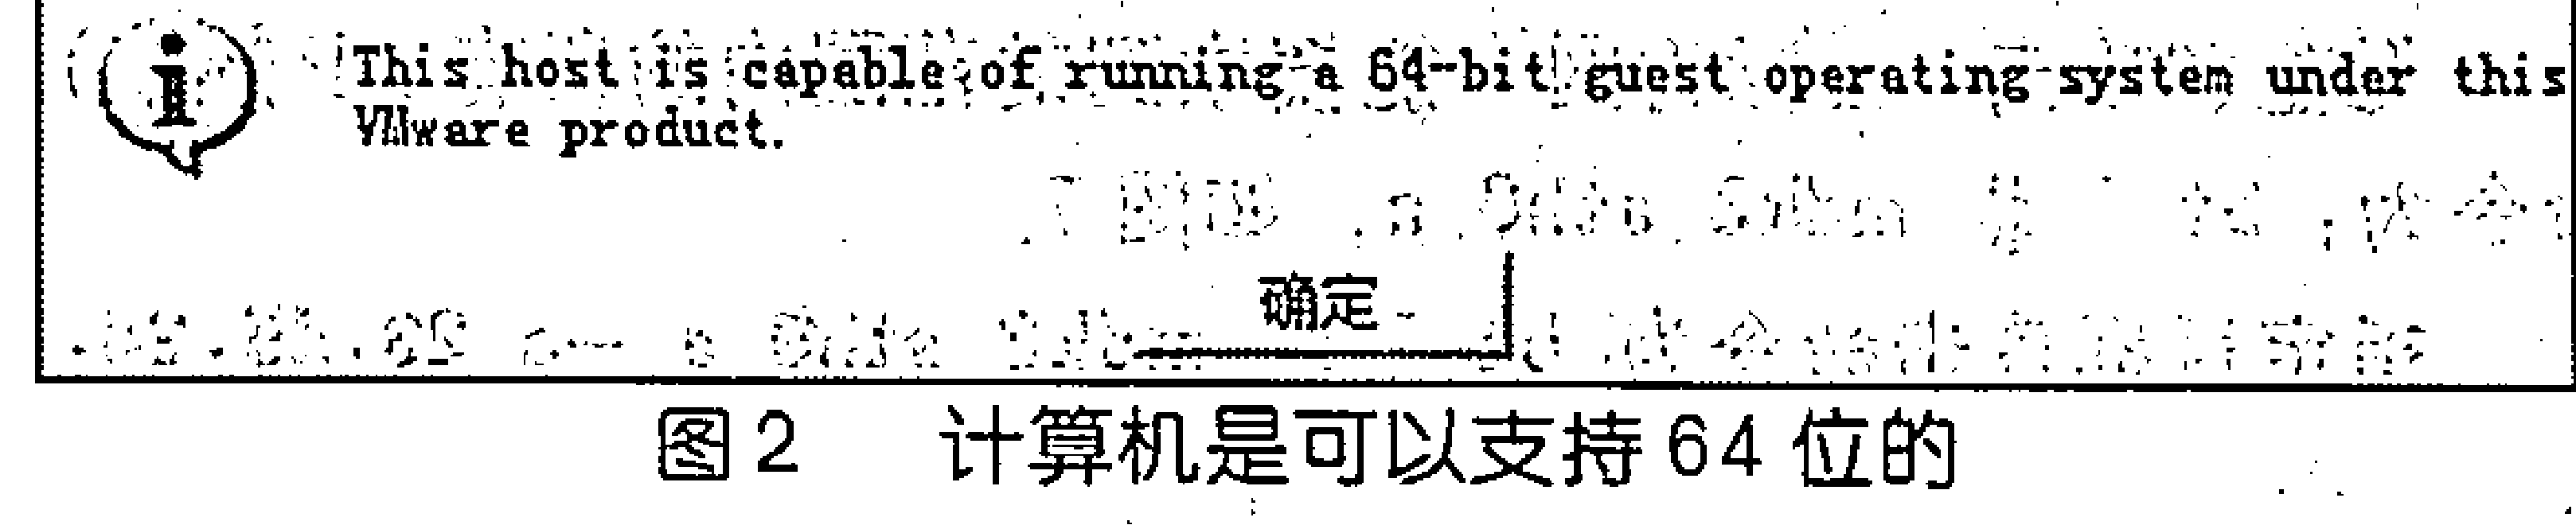 This host is capable of running a 64-bit guest operating system under this
VMware product.
确定
图2 计算机是可以支持64位的